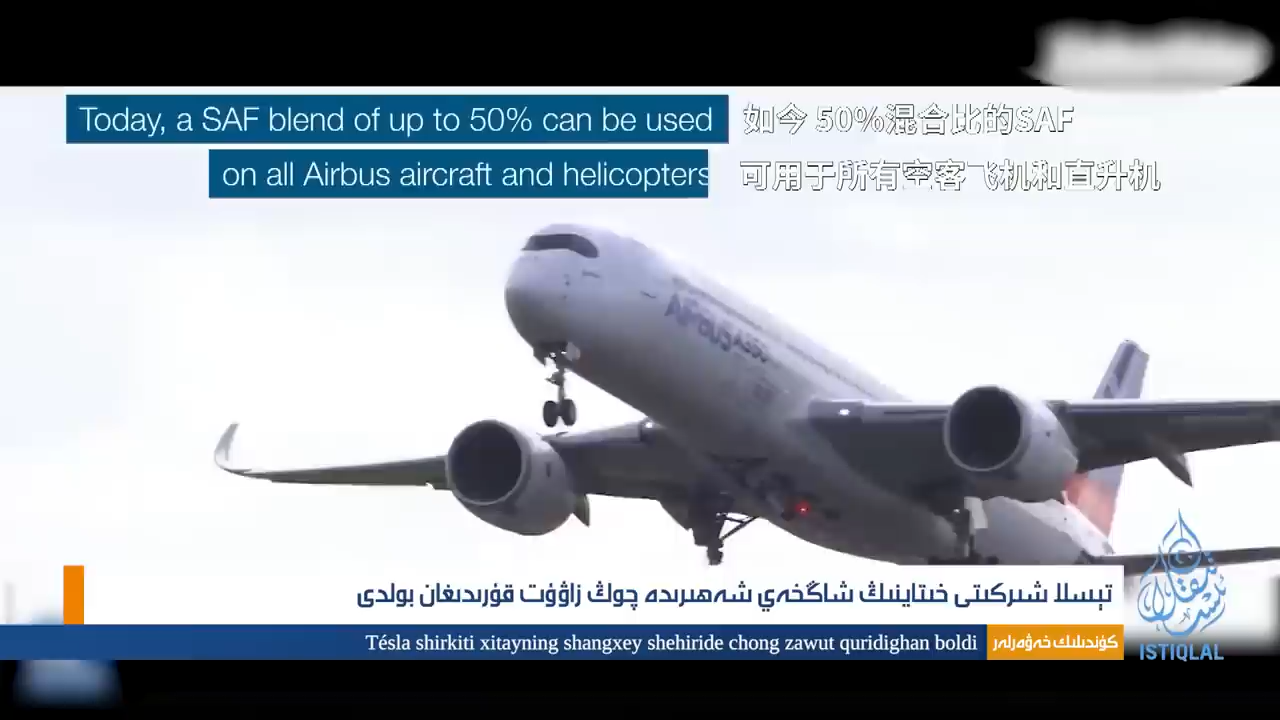 Today, a SAF blend of up to 50% can be used
on all Airbus aircraft and helicopters
如今 50%混合比的SAF
可用于所有空客飞机和直升机
AIRBUS A350
تېسلا شىركىتى خىتاينىڭ شاڭخەي شەھىرىدە چوڭ زاۋۇت قۇرىدىغان بولدى
Tésla shirkiti xitayning shangxey shehiride chong zawut quridighan boldi
كۈندىلىك خەۋەرلەر
ISTIQLAL